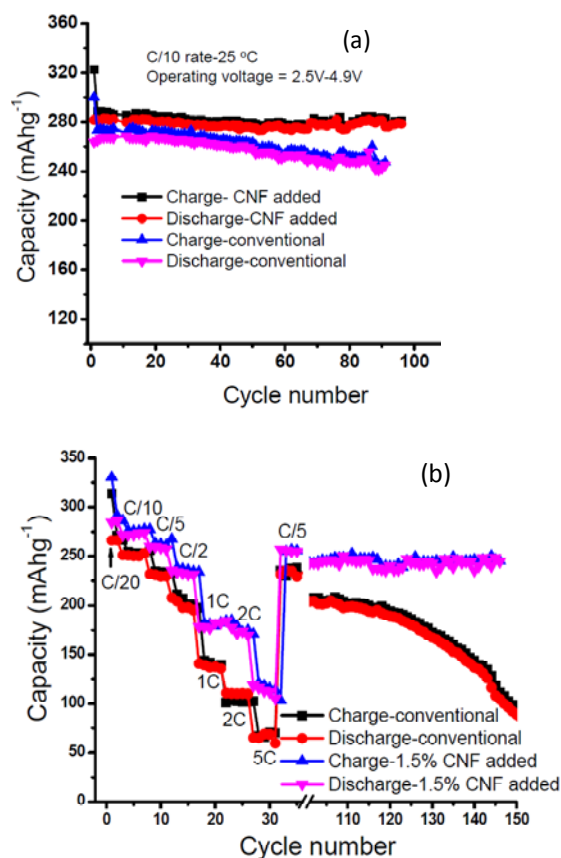 (a)
C/10 rate-25 °C
Operating voltage = 2.5V-4.9V
Capacity (mAhg⁻¹)
360
320
280
240
200
160
120
Charge- CNF added
Discharge-CNF added
Charge-conventional
Discharge-conventional
0 20 40 60 80 100
Cycle number
(b)
Capacity (mAhg⁻¹)
350
300
250
200
150
100
50
0
C/10
C/5
C/5
C/2
C/20
1C
2C
1C
2C
5C
Charge-conventional
Discharge-conventional
Charge-1.5% CNF added
Discharge-1.5% CNF added
0 10 20 30 110 120 130 140 150
Cycle number